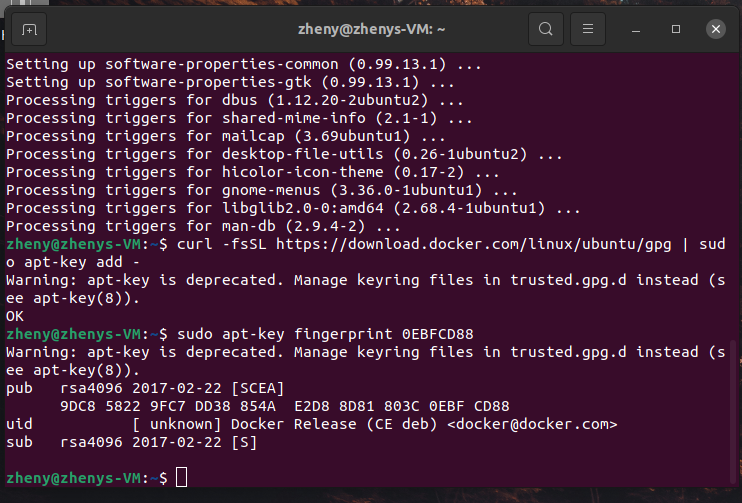 zheny@zhenys-VM: ~
Setting up software-properties-common (0.99.13.1) ...
Setting up software-properties-gtk (0.99.13.1) ...
Processing triggers for dbus (1.12.20-2ubuntu2) ...
Processing triggers for shared-mime-info (2.1-1) ...
Processing triggers for mailcap (3.69ubuntu1) ...
Processing triggers for desktop-file-utils (0.26-1ubuntu2) ...
Processing triggers for hicolor-icon-theme (0.17-2) ...
Processing triggers for gnome-menus (3.36.0-1ubuntu1) ...
Processing triggers for libglib2.0-0:amd64 (2.68.4-1ubuntu1) ...
Processing triggers for man-db (2.9.4-2) ...
zheny@zhenys-VM:~$ curl -fsSL https://download.docker.com/linux/ubuntu/gpg | sud
o apt-key add -
Warning: apt-key is deprecated. Manage keyring files in trusted.gpg.d instead (s
ee apt-key(8)).
OK
zheny@zhenys-VM:~$ sudo apt-key fingerprint 0EBFCD88
Warning: apt-key is deprecated. Manage keyring files in trusted.gpg.d instead (s
ee apt-key(8)).
pub   rsa4096 2017-02-22 [SCEA]
      9DC8 5822 9FC7 DD38 854A  E2D8 8D81 803C 0EBF CD88
uid           [ unknown] Docker Release (CE deb) <docker@docker.com>
sub   rsa4096 2017-02-22 [S]
zheny@zhenys-VM:~$